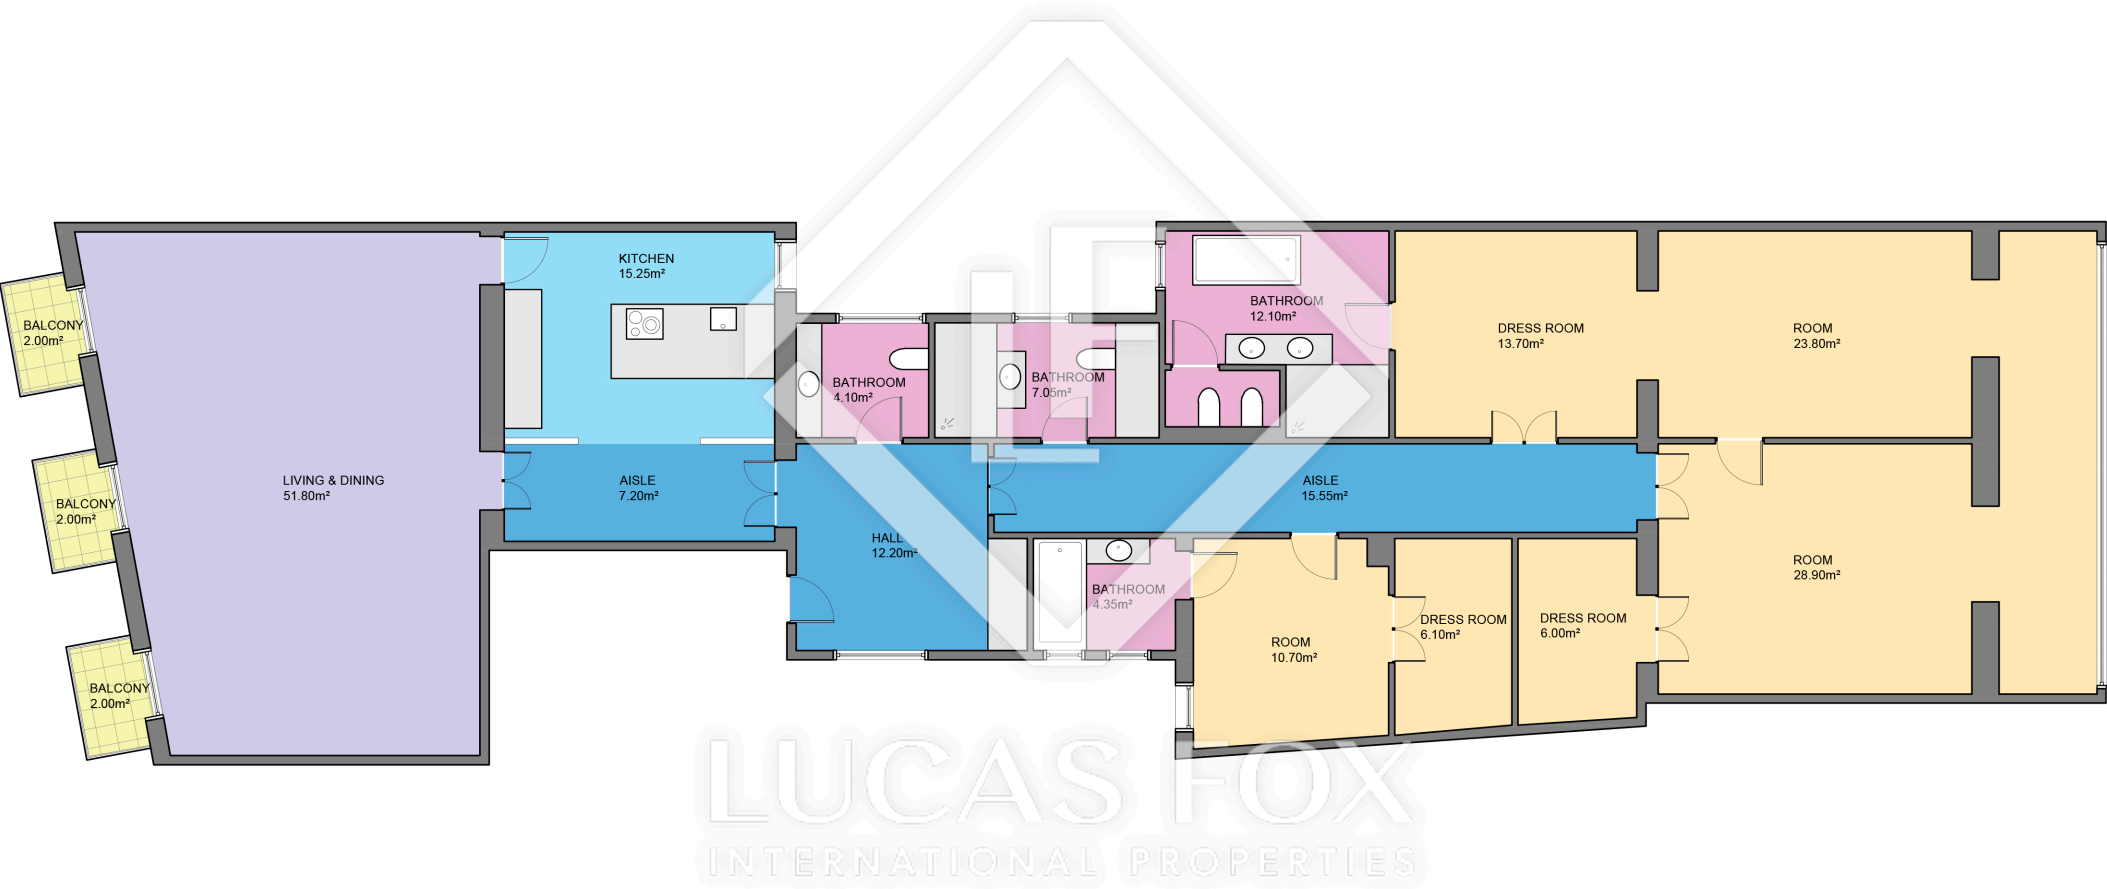 BALCONY
2.00m²
BALCONY
2.00m²
BALCONY
2.00m²
LIVING & DINING
51.80m²
KITCHEN
15.25m²
AISLE
7.20m²
BATHROOM
4.10m²
HALL
12.20m²
BATHROOM
7.05m²
BATHROOM
4.35m²
BATHROOM
12.10m²
AISLE
15.55m²
ROOM
10.70m²
DRESS ROOM
13.70m²
DRESS ROOM
6.10m²
DRESS ROOM
6.00m²
ROOM
23.80m²
ROOM
28.90m²
LF
LUCAS FOX
INTERNATIONAL PROPERTIES